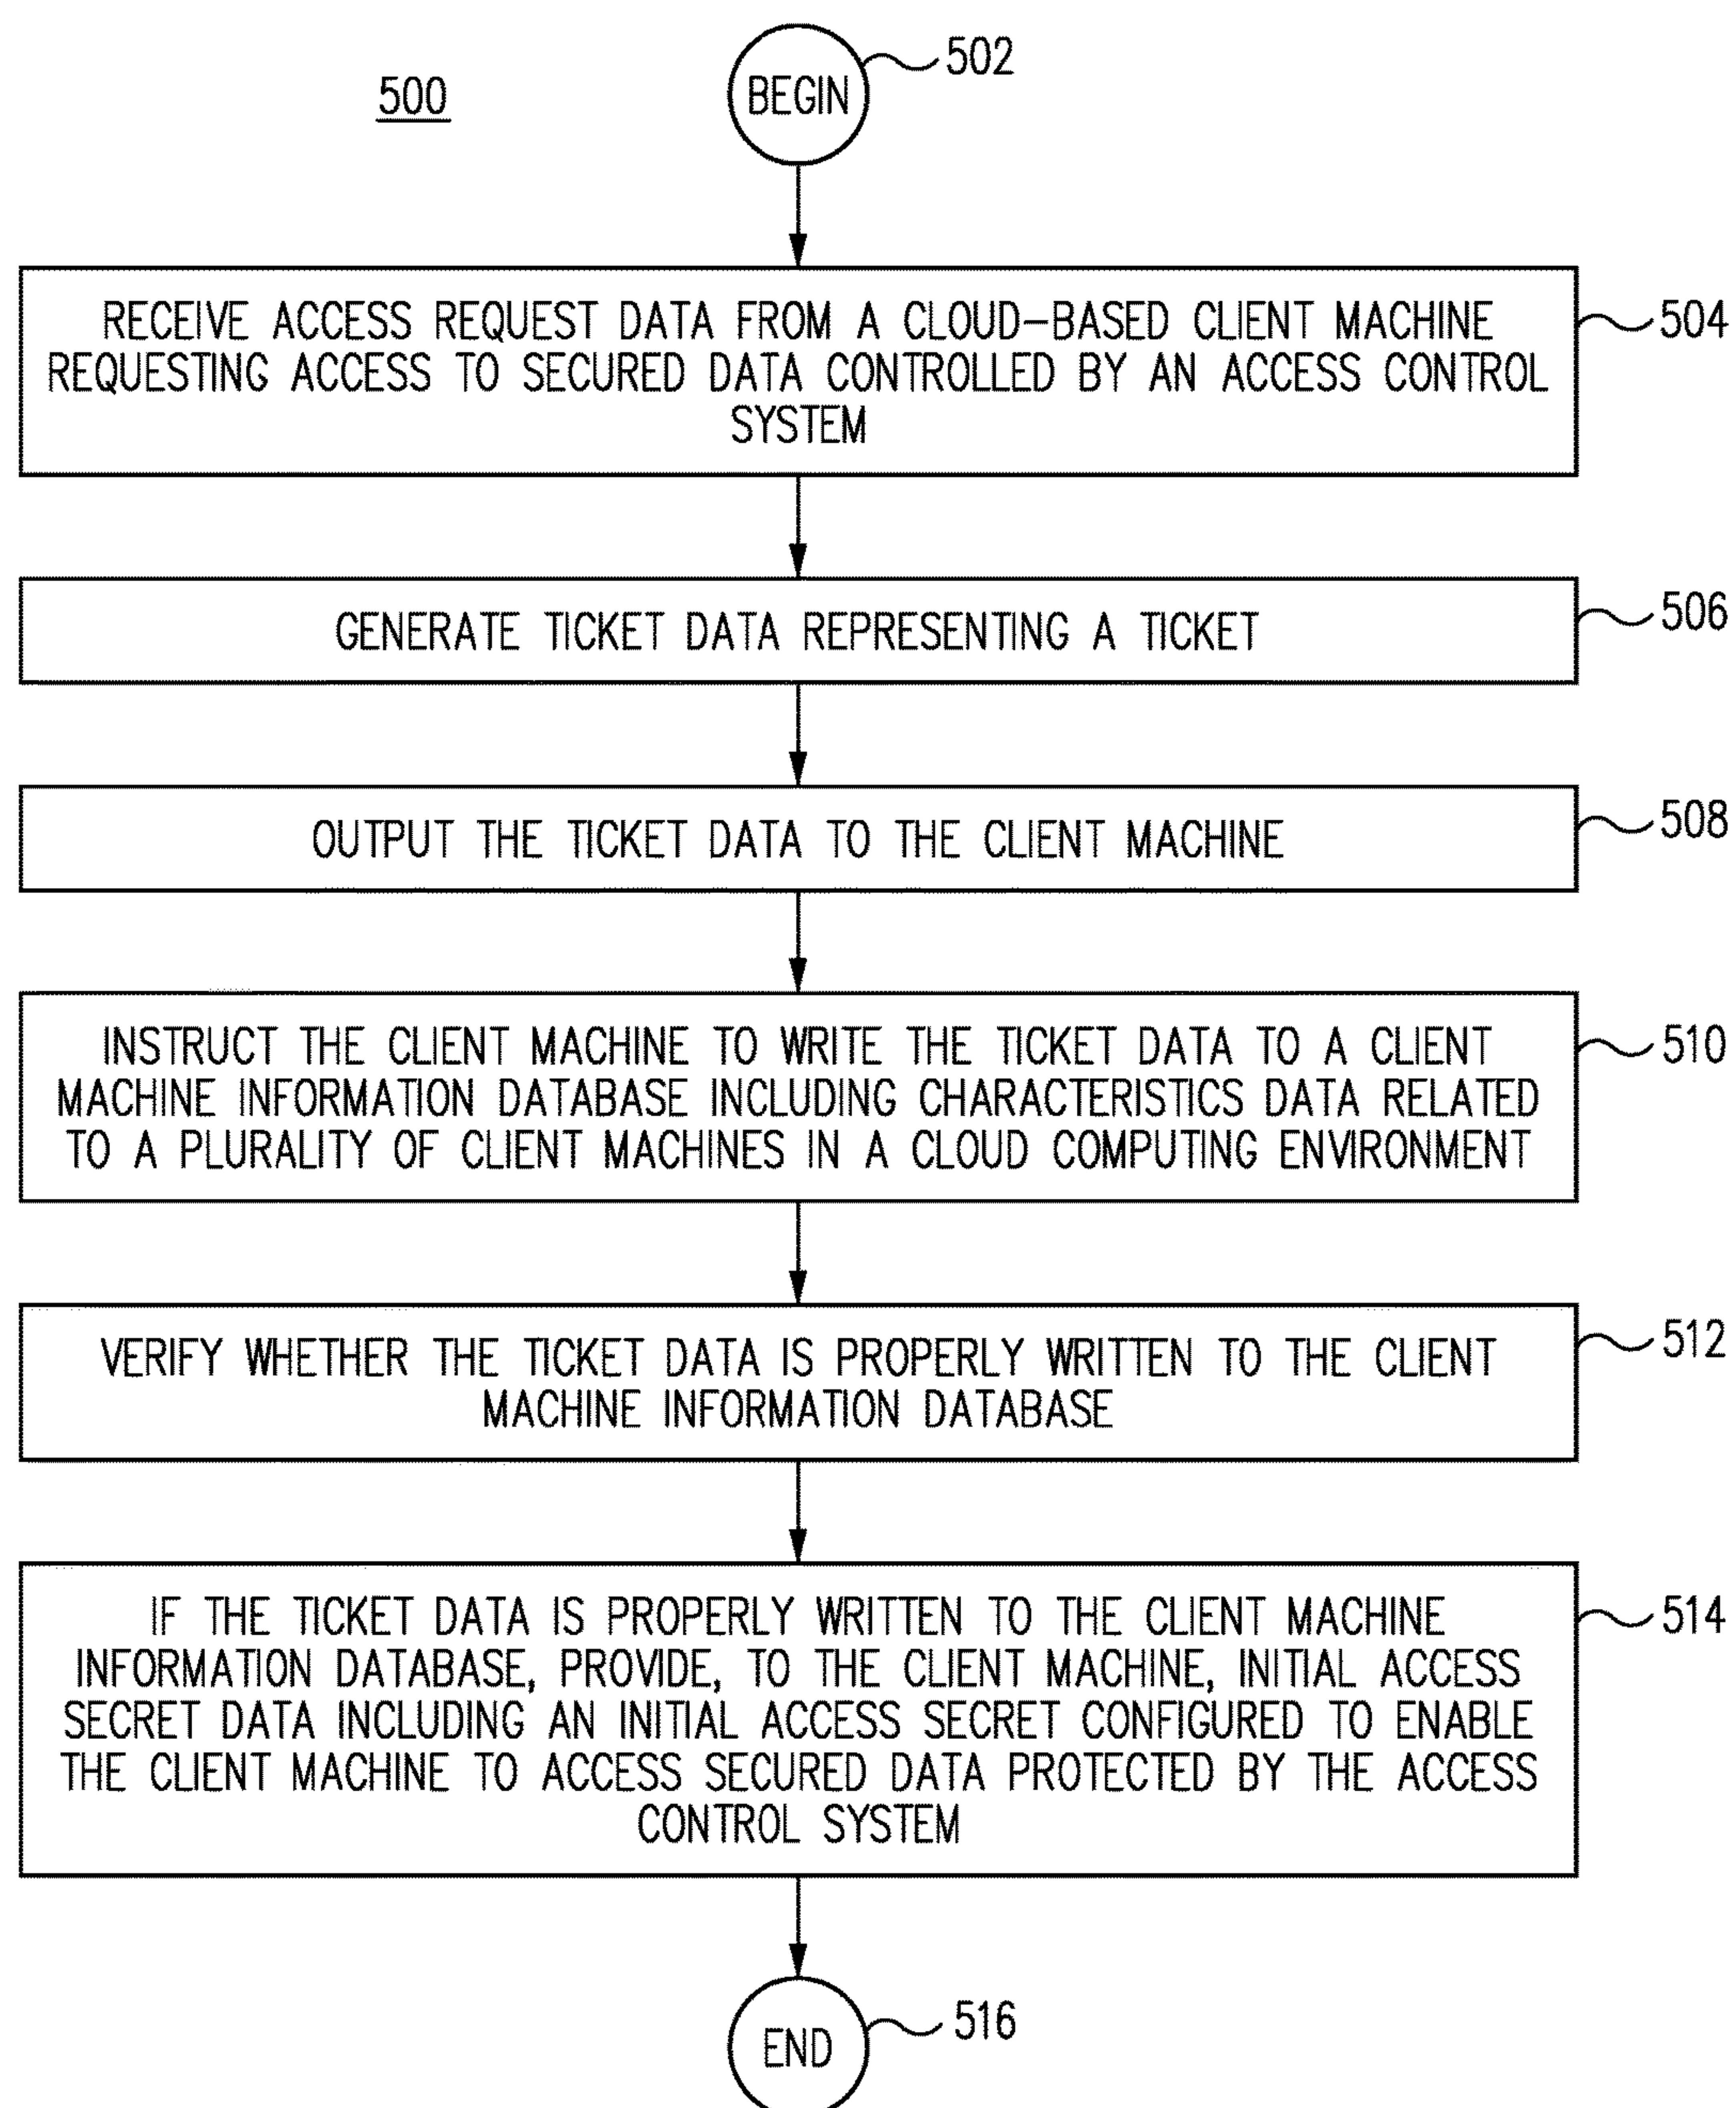 500
BEGIN
502
RECEIVE ACCESS REQUEST DATA FROM A CLOUD-BASED CLIENT MACHINE
REQUESTING ACCESS TO SECURED DATA CONTROLLED BY AN ACCESS CONTROL
SYSTEM
504
GENERATE TICKET DATA REPRESENTING A TICKET
506
OUTPUT THE TICKET DATA TO THE CLIENT MACHINE
508
INSTRUCT THE CLIENT MACHINE TO WRITE THE TICKET DATA TO A CLIENT
MACHINE INFORMATION DATABASE INCLUDING CHARACTERISTICS DATA RELATED
TO A PLURALITY OF CLIENT MACHINES IN A CLOUD COMPUTING ENVIRONMENT
510
VERIFY WHETHER THE TICKET DATA IS PROPERLY WRITTEN TO THE CLIENT
MACHINE INFORMATION DATABASE
512
IF THE TICKET DATA IS PROPERLY WRITTEN TO THE CLIENT MACHINE
INFORMATION DATABASE, PROVIDE, TO THE CLIENT MACHINE, INITIAL ACCESS
SECRET DATA INCLUDING AN INITIAL ACCESS SECRET CONFIGURED TO ENABLE
THE CLIENT MACHINE TO ACCESS SECURED DATA PROTECTED BY THE ACCESS
CONTROL SYSTEM
514
END
516